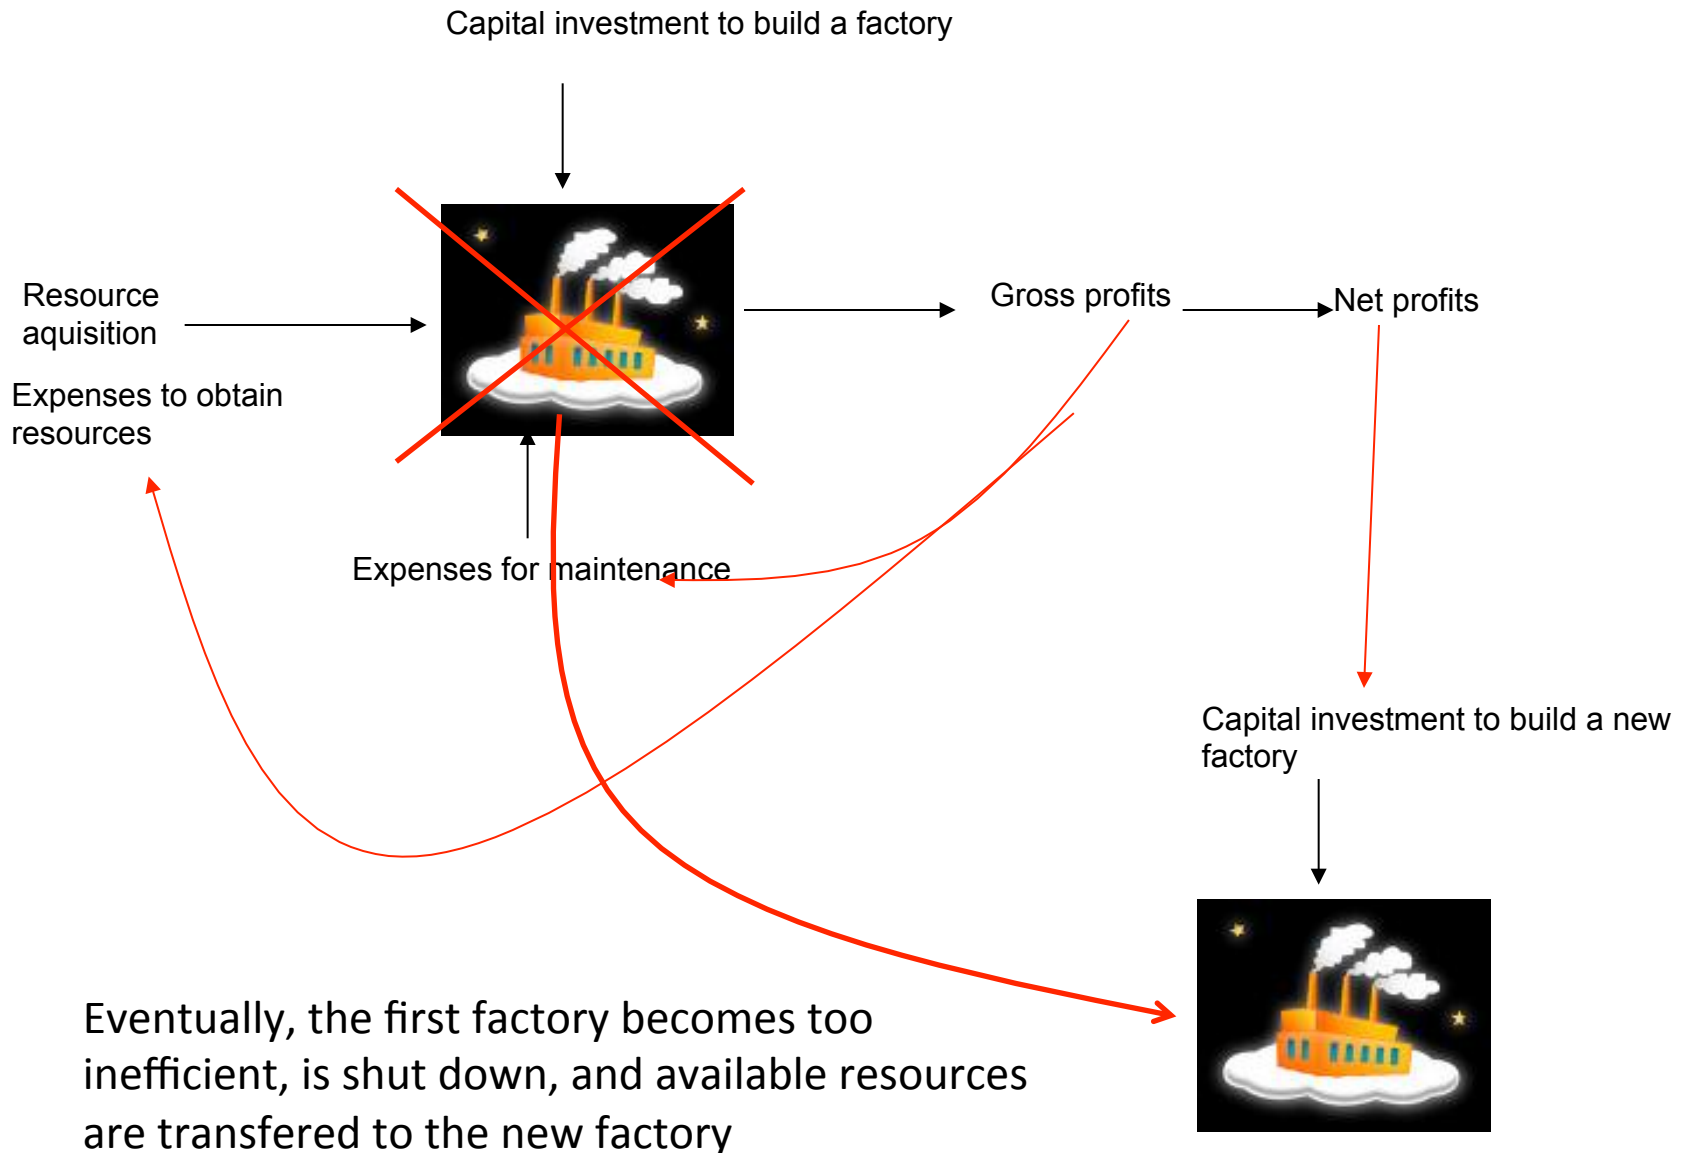 Capital investment to build a factory
Resource
aquisition
Gross profits
Net profits
Expenses to obtain
resources
Expenses for maintenance
Capital investment to build a new
factory
Eventually, the first factory becomes too
inefficient, is shut down, and available resources
are transfered to the new factory